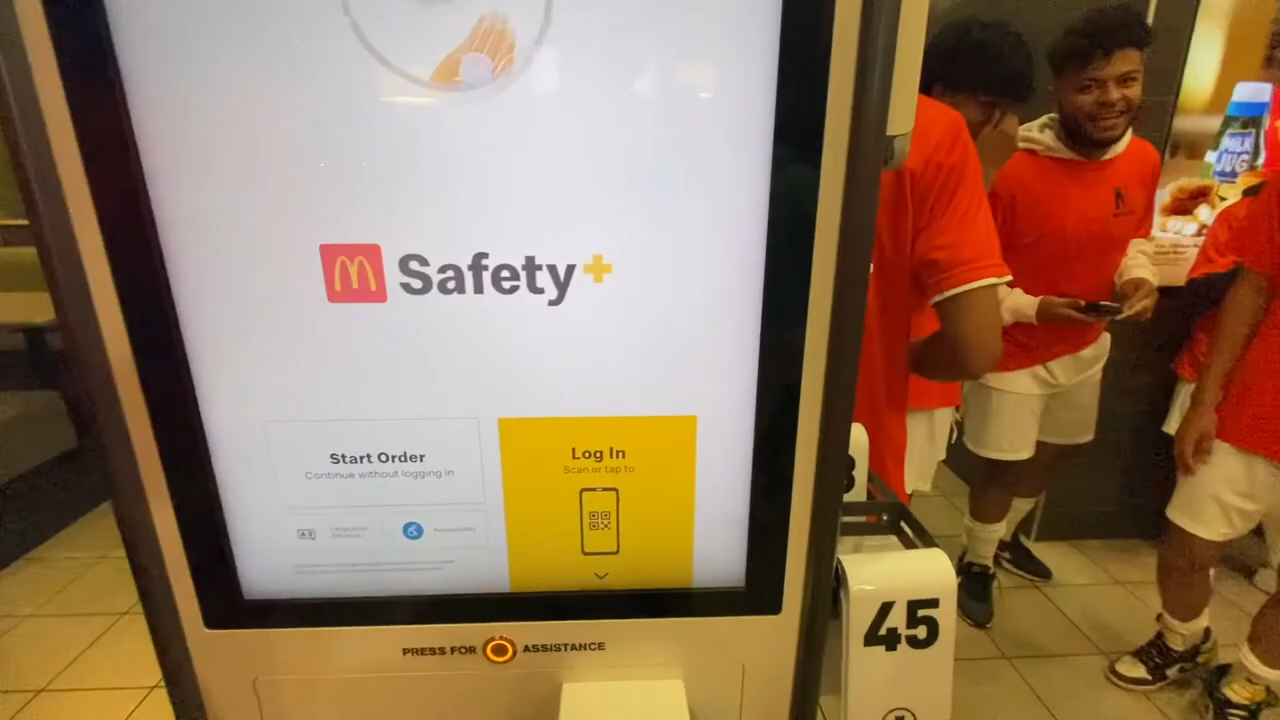 Safety+
Start Order
Continue without logging in
Log In
Scan or tap to
Accessibility
PRESS FOR ASSISTANCE
45
MILK
JUG